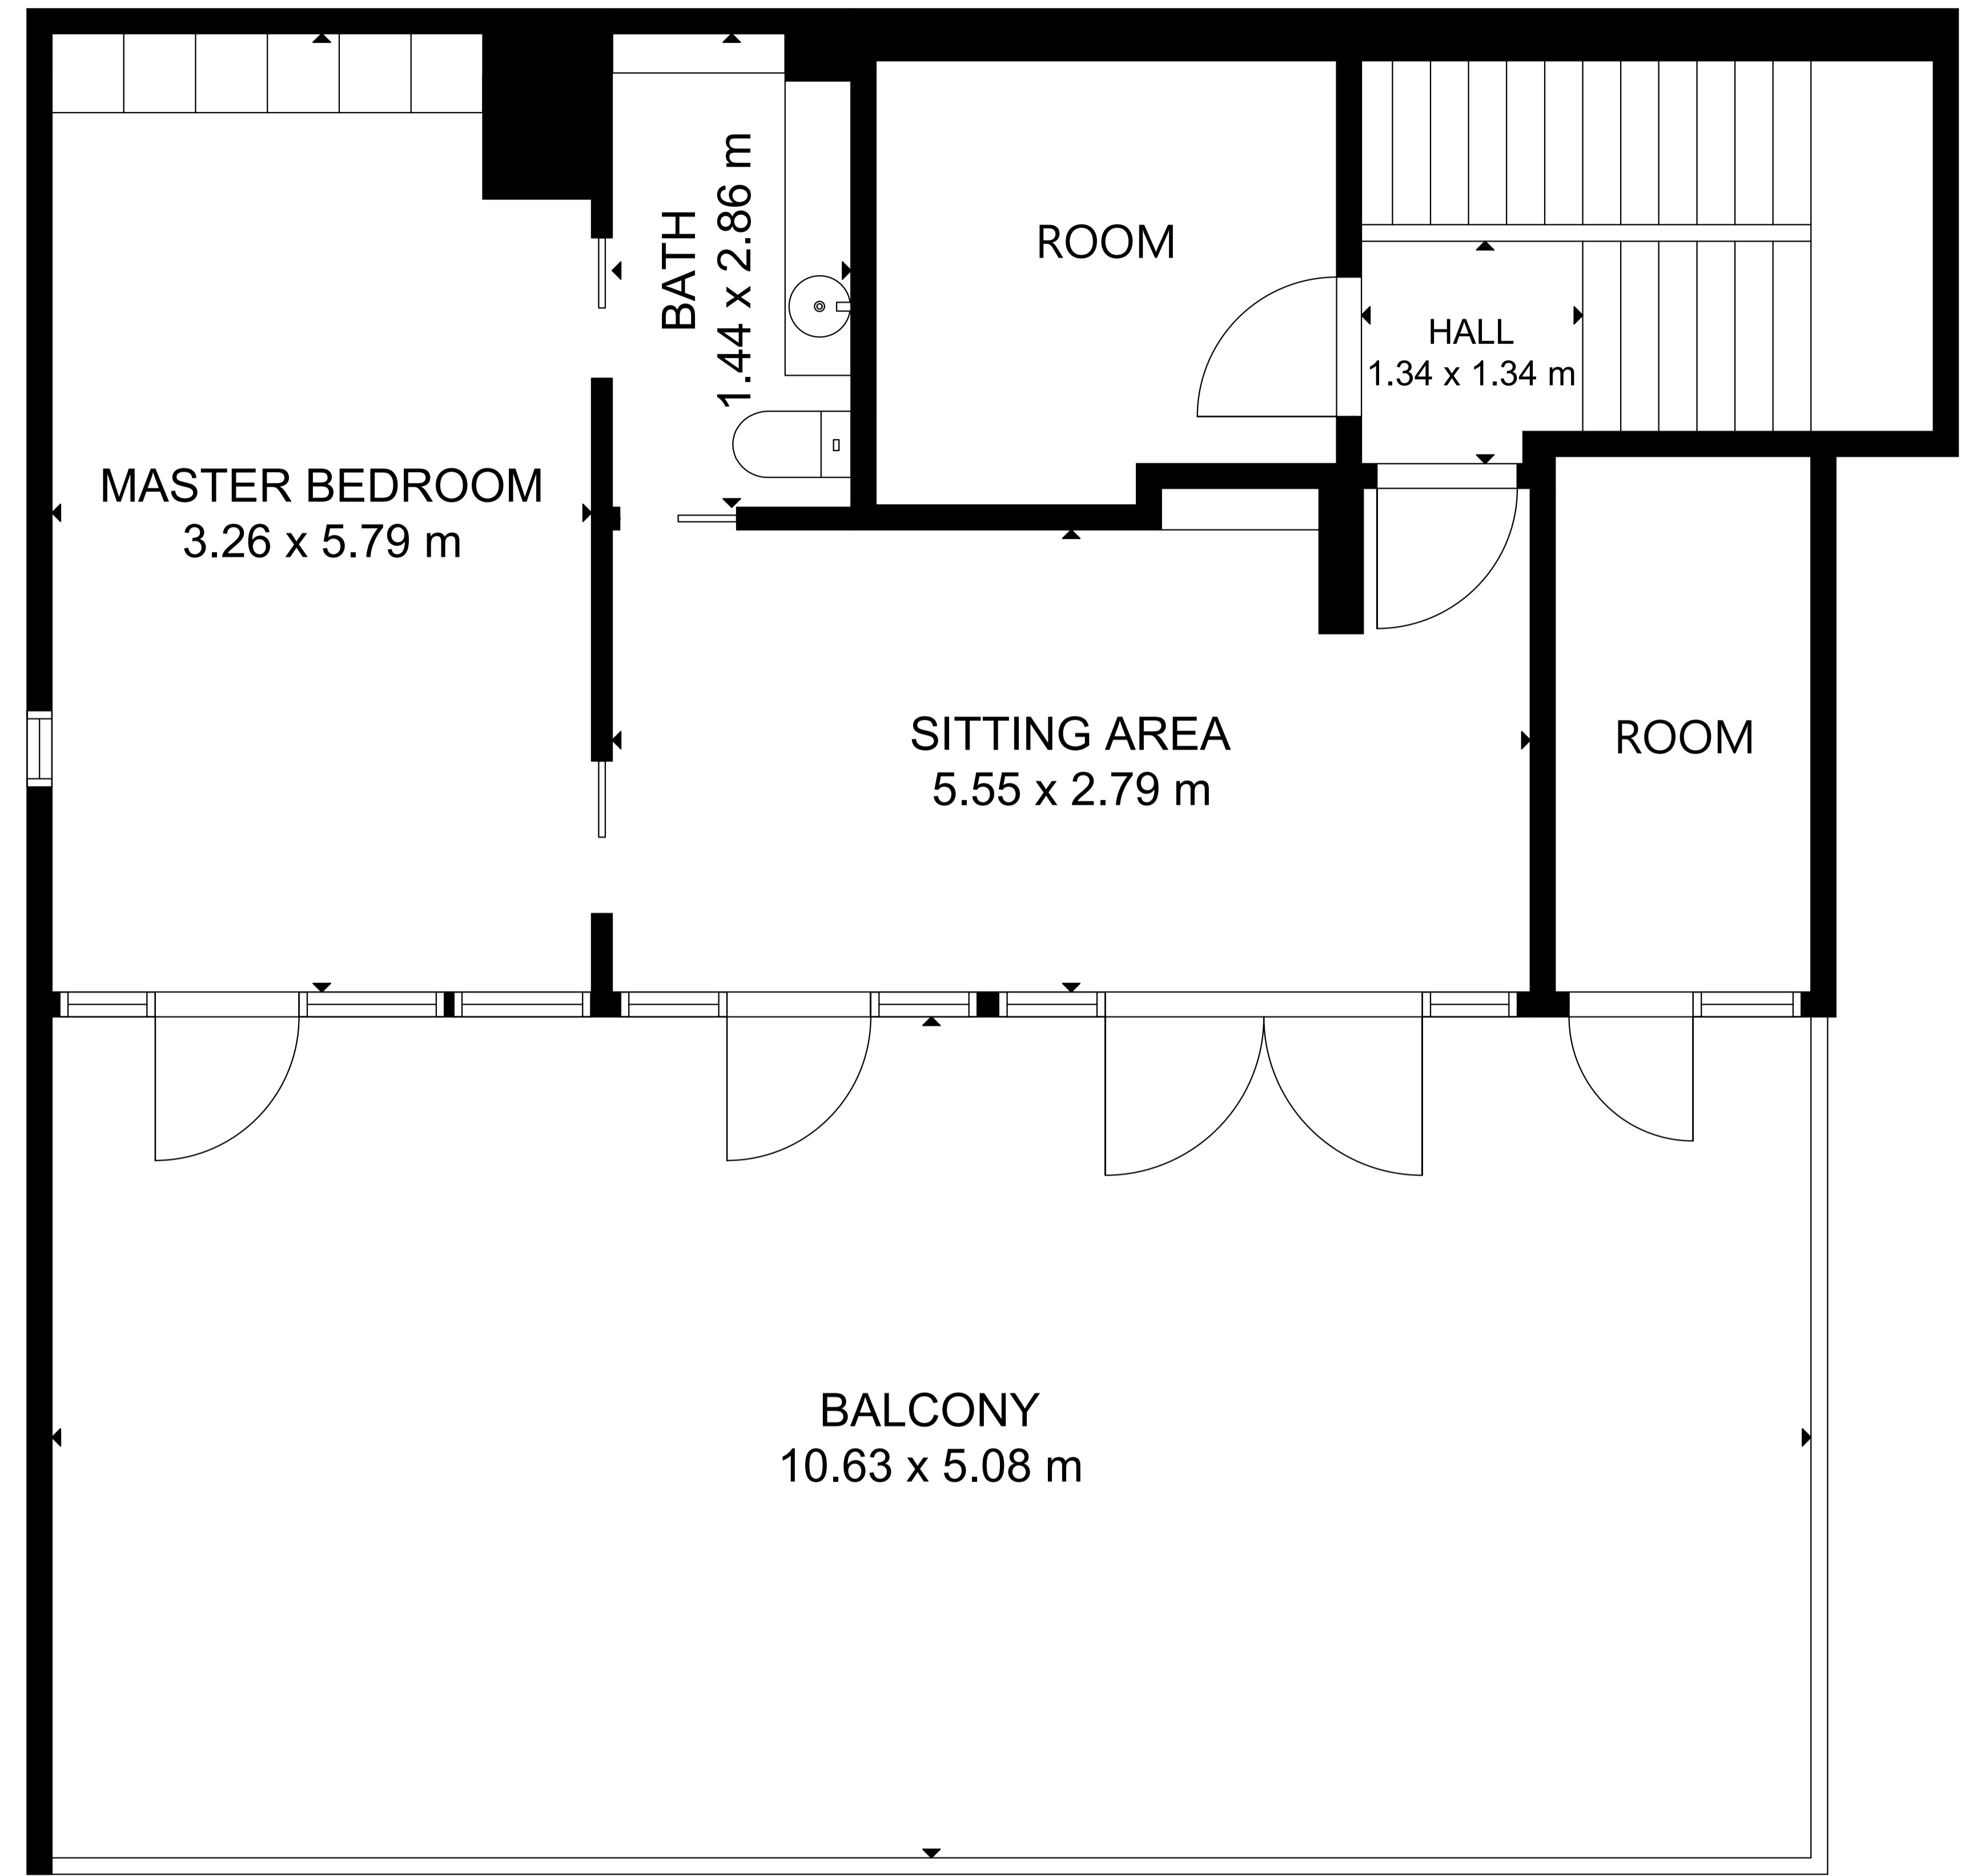 BATH
1.44 x 2.86 m
ROOM
HALL
1.34 x 1.34 m
MASTER BEDROOM
3.26 x 5.79 m
SITTING AREA
5.55 x 2.79 m
ROOM
BALCONY
10.63 x 5.08 m